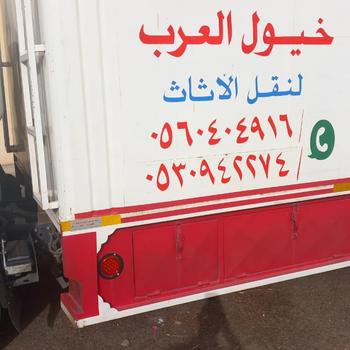 خيول العرب
لنقل الاثاث
٠٥٦٠٤٠٤٩١٦ /
٠٥٣٠٩٤٢٢٧٤ /